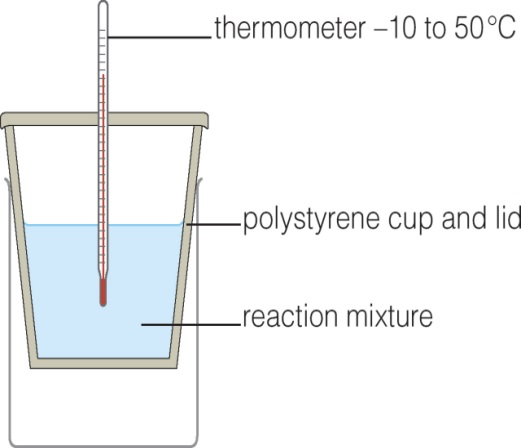 thermometer –10 to 50°C
polystyrene cup and lid
reaction mixture